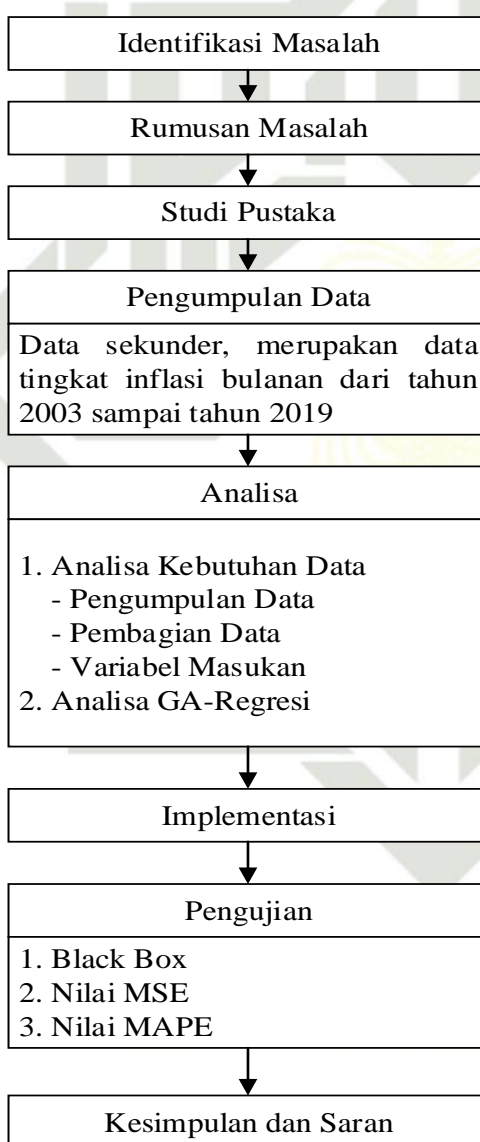 Identifikasi Masalah
Rumusan Masalah
Studi Pustaka
Pengumpulan Data
Data sekunder, merupakan data
tingkat inflasi bulanan dari tahun
2003 sampai tahun 2019
Analisa
1. Analisa Kebutuhan Data
- Pengumpulan Data
- Pembagian Data
- Variabel Masukan
2. Analisa GA-Regresi
Implementasi
Pengujian
1. Black Box
2. Nilai MSE
3. Nilai MAPE
Kesimpulan dan Saran